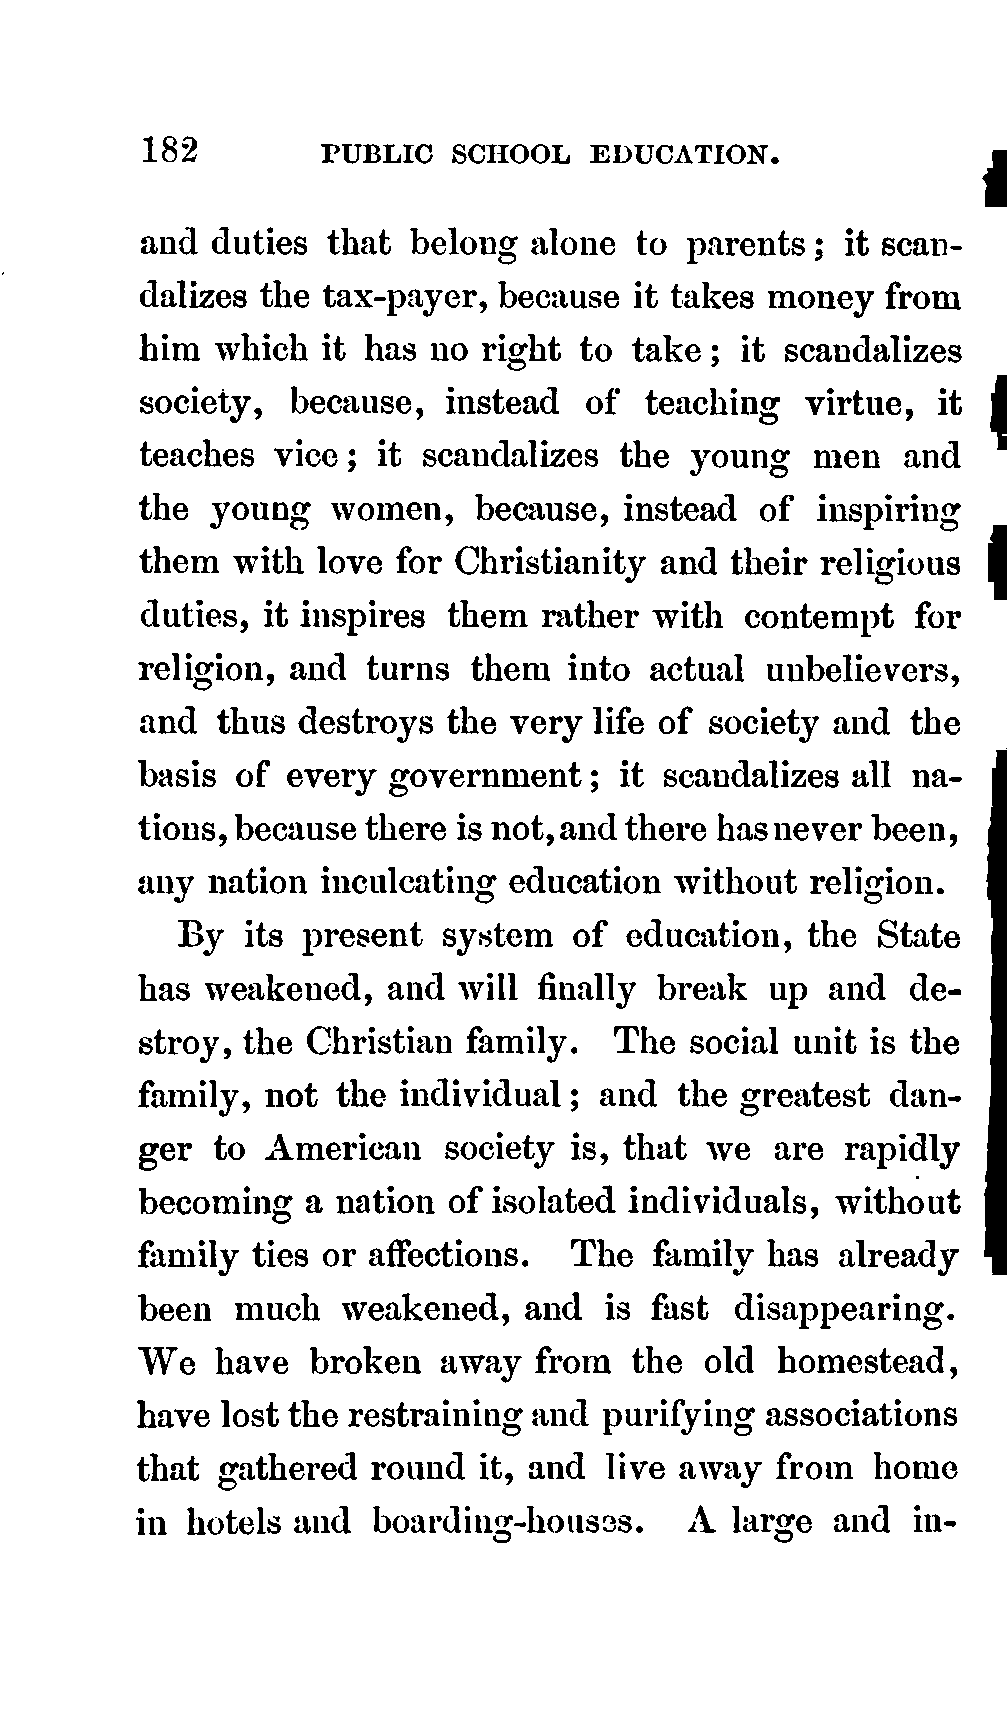 182 PUBLIC SCHOOL EDUCATION.
and duties that belong alone to parents; it scan-
dalizes the tax-payer, because it takes money from
him which it has no right to take; it scandalizes
society, because, instead of teaching virtue, it
teaches vice; it scandalizes the young men and
the young women, because, instead of inspiring
them with love for Christianity and their religious
duties, it inspires them rather with contempt for
religion, and turns them into actual unbelievers,
and thus destroys the very life of society and the
basis of every government; it scandalizes all na-
tions, because there is not, and there has never been,
any nation inculcating education without religion.
By its present system of education, the State
has weakened, and will finally break up and de-
stroy, the Christian family. The social unit is the
family, not the individual; and the greatest dan-
ger to American society is, that we are rapidly
becoming a nation of isolated individuals, without
family ties or affections. The family has already
been much weakened, and is fast disappearing.
We have broken away from the old homestead,
have lost the restraining and purifying associations
that gathered round it, and live away from home
in hotels and boarding-houses. A large and in-